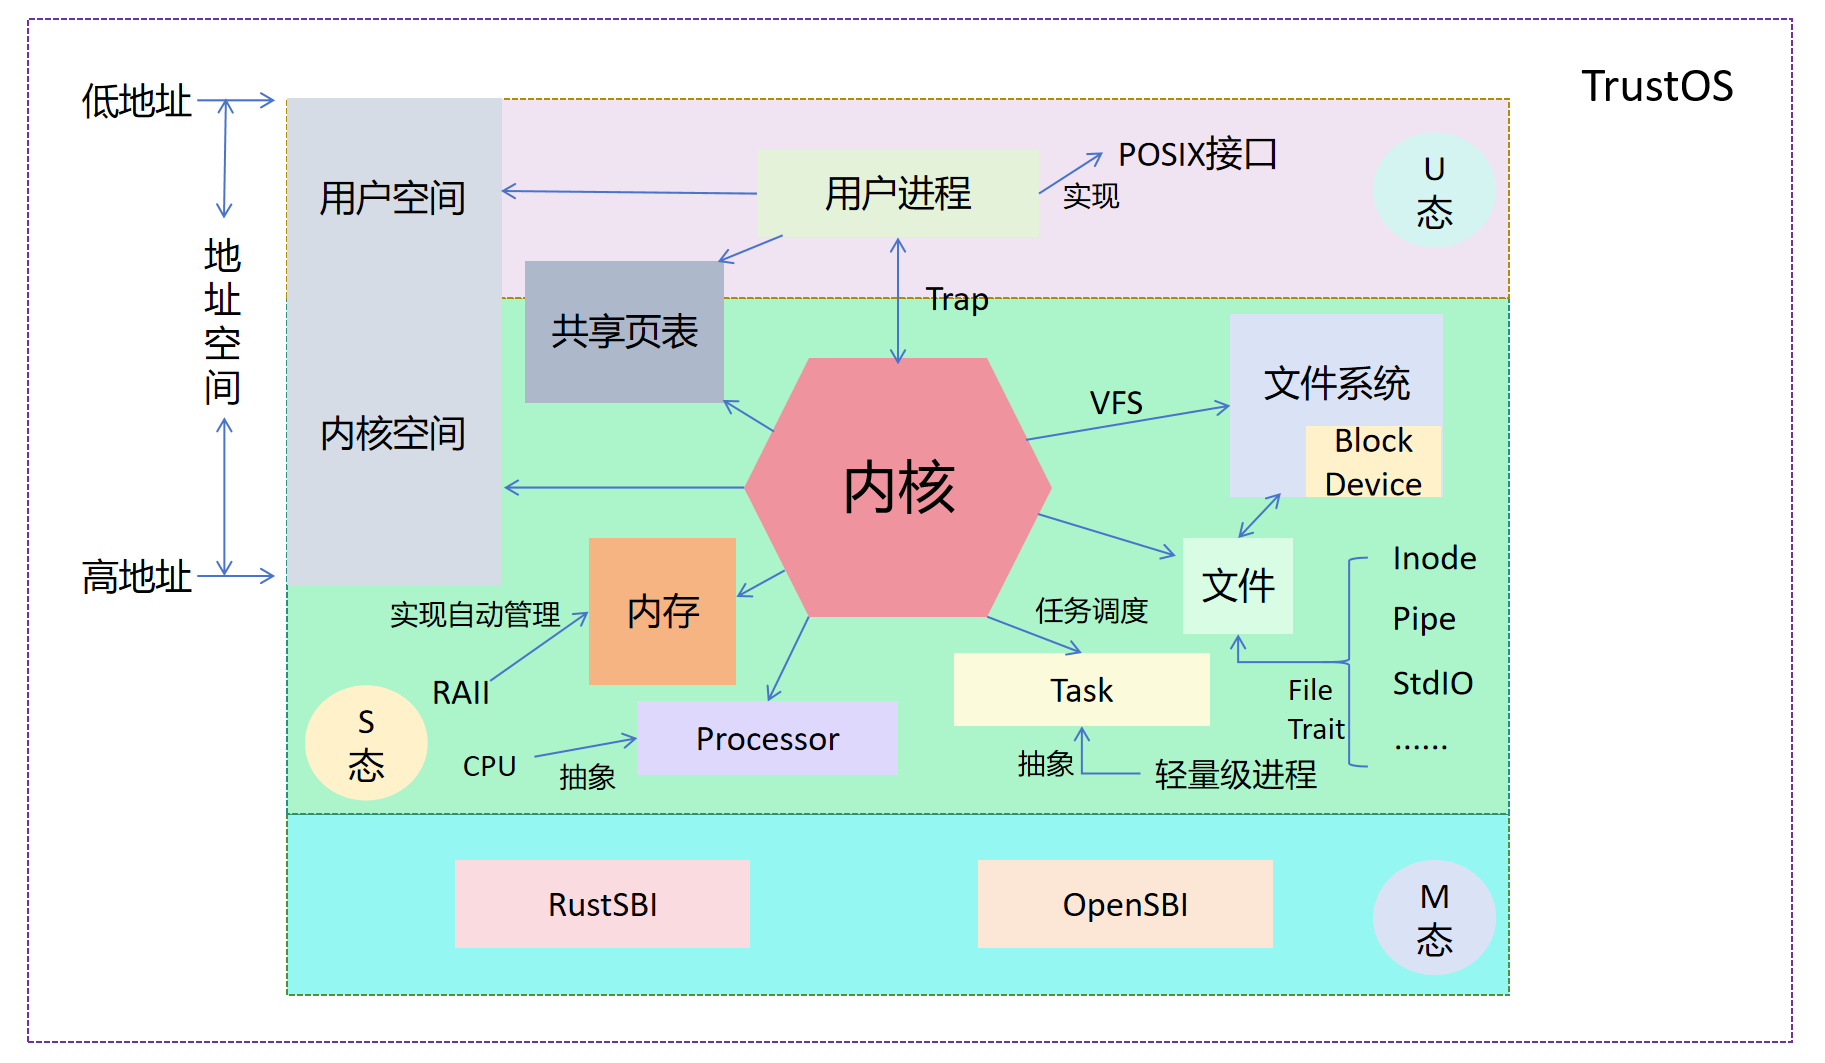 TrustOS
低地址
地址空间
高地址
用户空间
内核空间
用户进程
实现
POSIX接口
U
态
共享页表
Trap
内核
VFS
文件系统
Block
Device
文件
Inode
Pipe
StdIO
......
File
Trait
任务调度
Task
抽象
轻量级进程
内存
实现自动管理
RAII
Processor
CPU
抽象
S
态
RustSBI
OpenSBI
M
态